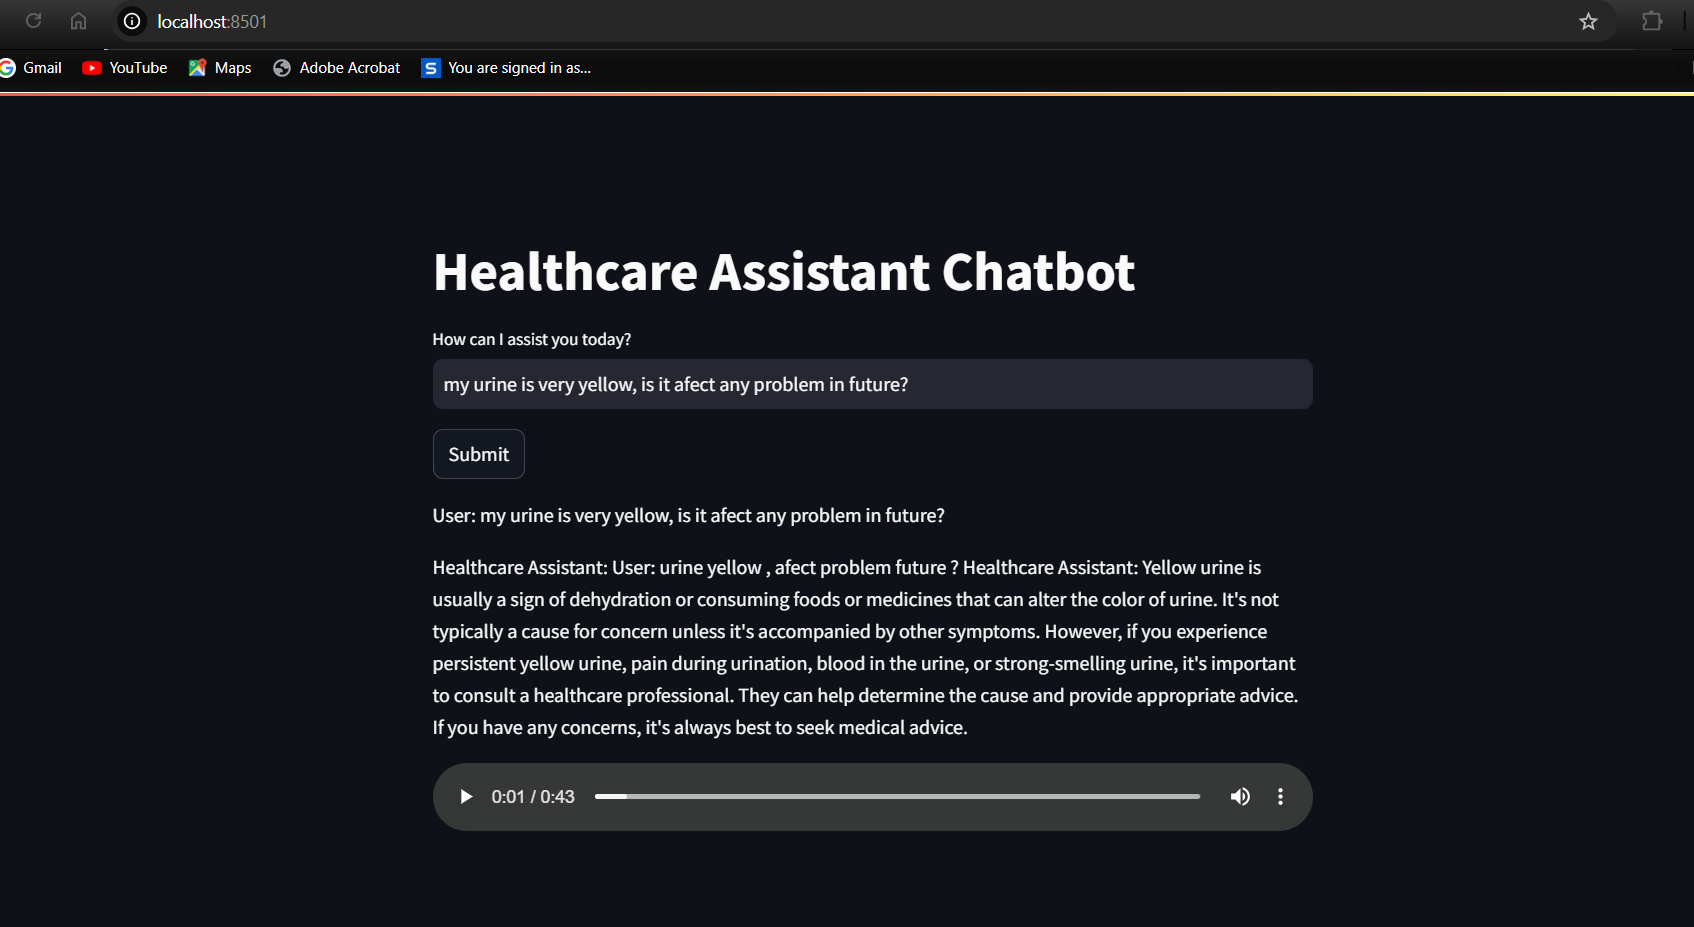 localhost:8501
Gmail YouTube Maps Adobe Acrobat You are signed in as...
Healthcare Assistant Chatbot
How can I assist you today?
my urine is very yellow, is it afect any problem in future?
Submit
User: my urine is very yellow, is it afect any problem in future?
Healthcare Assistant: User: urine yellow , afect problem future ? Healthcare Assistant: Yellow urine is
usually a sign of dehydration or consuming foods or medicines that can alter the color of urine. It's not
typically a cause for concern unless it's accompanied by other symptoms. However, if you experience
persistent yellow urine, pain during urination, blood in the urine, or strong-smelling urine, it's important
to consult a healthcare professional. They can help determine the cause and provide appropriate advice.
If you have any concerns, it's always best to seek medical advice.
0:01 / 0:43